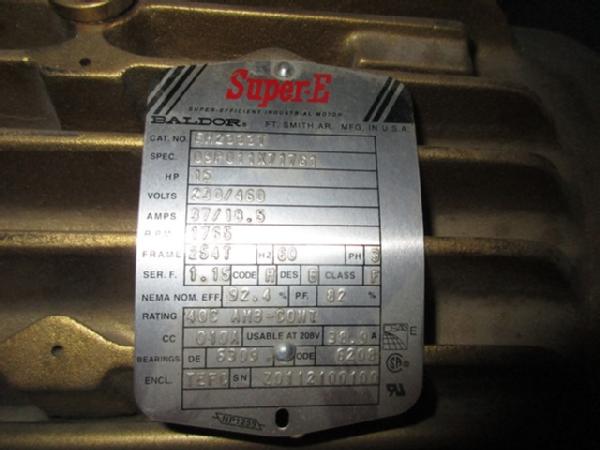 Super-E
SUPER-EFFICIENT INDUSTRIAL MOTOR
BALDOR® FT. SMITH AR. MFG. IN U.S.A.
CAT. NO.
SPEC.
HP 15
VOLTS 230/460
AMPS 37/18.5
R.P.M. 1765
FRAME 254T HZ 60 PH 3
SER. F. 1.15 CODE H DES CLASS F
NEMA NOM. EFF. 92.4 % P.F. 82 %
RATING 40C AMB-CONT
CC 010A USABLE AT 208V A
BEARINGS DE 6309 ODE 6208
ENCL. TEFC SN Z0112100100
NP1259